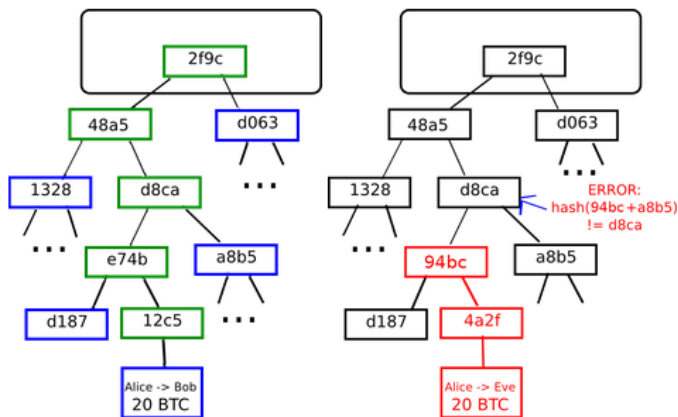 2f9c
48a5
d063
1328
d8ca
...
...
e74b
a8b5
d187
12c5
...
Alice -> Bob
20 BTC
2f9c
48a5
d063
1328
d8ca
...
ERROR:
hash(94bc+a8b5)
!= d8ca
...
94bc
a8b5
d187
4a2f
Alice -> Eve
20 BTC